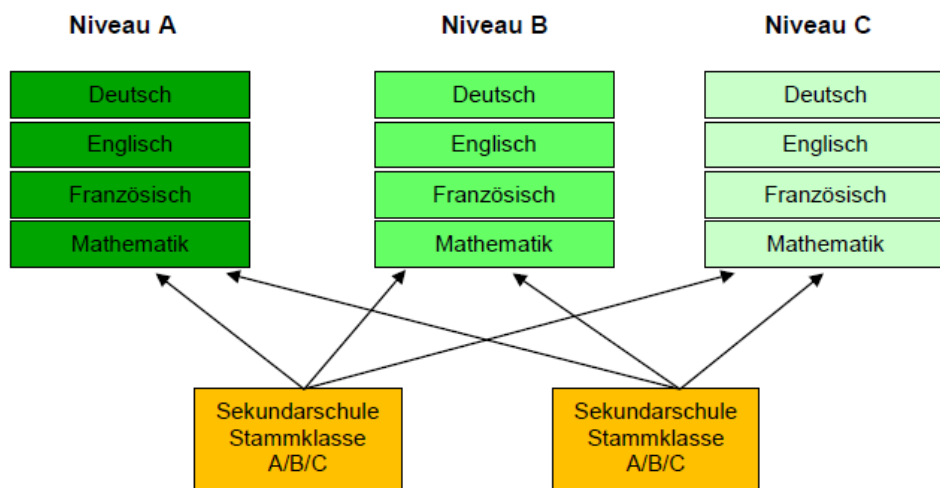 Niveau A
Niveau B
Niveau C
Deutsch
Deutsch
Deutsch
Englisch
Englisch
Englisch
Französisch
Französisch
Französisch
Mathematik
Mathematik
Mathematik
Sekundarschule
Stammklasse
A/B/C
Sekundarschule
Stammklasse
A/B/C